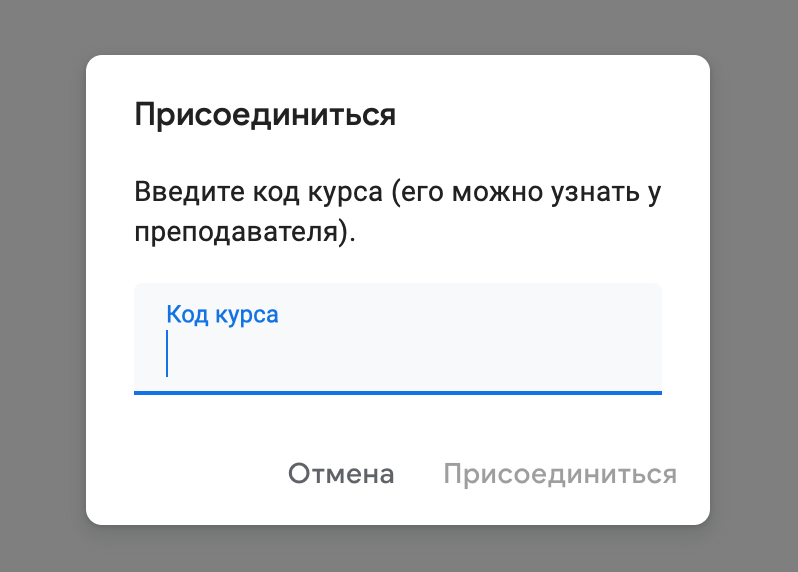 Присоединиться
Введите код курса (его можно узнать у
преподавателя).
Код курса
Отмена Присоединиться